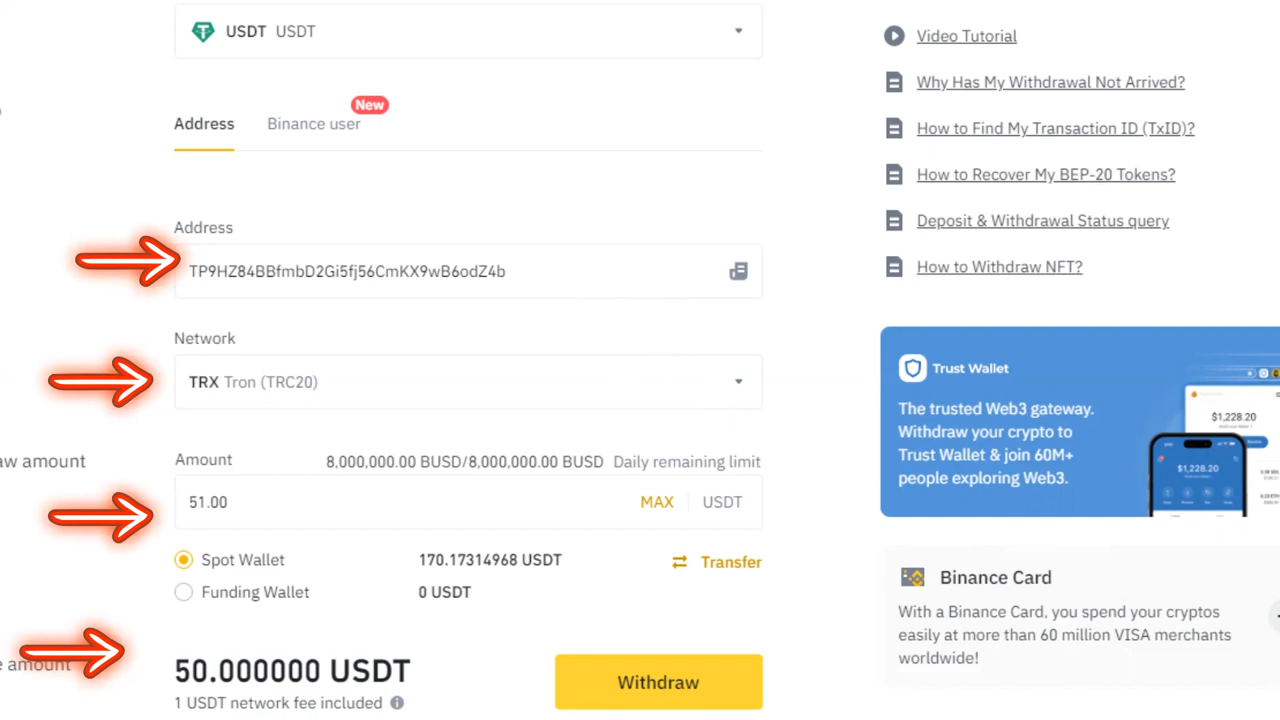 USDT USDT
New
Address Binance user
Address
TP9HZ84BBfmbD2Gi5fj56CmKX9wB6odZ4b
Network
TRX Tron (TRC20)
aw amount
Amount 8,000,000.00 BUSD/8,000,000.00 BUSD Daily remaining limit
51.00 MAX USDT
Spot Wallet 170.17314968 USDT Transfer
Funding Wallet 0 USDT
e amount
50.000000 USDT
1 USDT network fee included
Withdraw
Video Tutorial
Why Has My Withdrawal Not Arrived?
How to Find My Transaction ID (TxID)?
How to Recover My BEP-20 Tokens?
Deposit & Withdrawal Status query
How to Withdraw NFT?
Trust Wallet
The trusted Web3 gateway.
Withdraw your crypto to
Trust Wallet & join 60M+
people exploring Web3.
$1,228.20
$1,228.20
Binance Card
With a Binance Card, you spend your cryptos
easily at more than 60 million VISA merchants
worldwide!